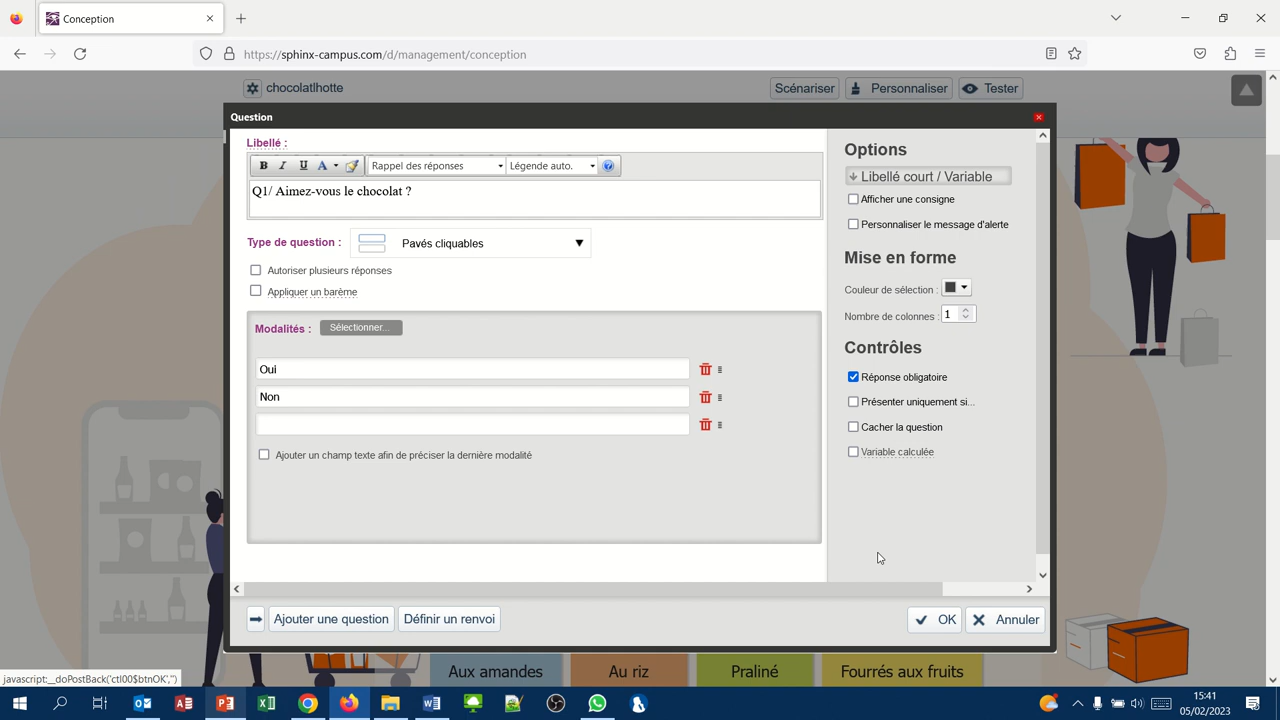 Conception
https://sphinx-campus.com/d/management/conception
chocolatlhotte
Scénariser
Personnaliser
Tester
Question
Libellé :
B I U A Rappel des réponses Légende auto.
Q1/ Aimez-vous le chocolat ?
Type de question : Pavés cliquables
Autoriser plusieurs réponses
Appliquer un barème
Modalités : Sélectionner...
Oui
Non
Ajouter un champ texte afin de préciser la dernière modalité
Options
Libellé court / Variable
Afficher une consigne
Personnaliser le message d'alerte
Mise en forme
Couleur de sélection :
Nombre de colonnes : 1
Contrôles
Réponse obligatoire
Présenter uniquement si...
Cacher la question
Variable calculée
Ajouter une question
Définir un renvoi
OK
Annuler
Aux amandes
Au riz
Praliné
Fourrés aux fruits
javascript:__doPostBack('ctl00$btnOK','')
15:41
05/02/2023